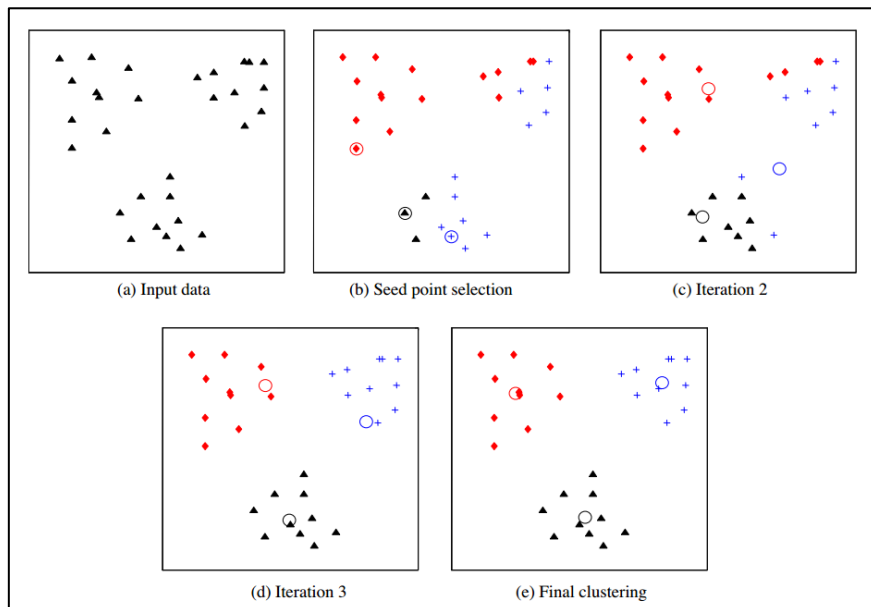 (a) Input data
(b) Seed point selection
(c) Iteration 2
(d) Iteration 3
(e) Final clustering